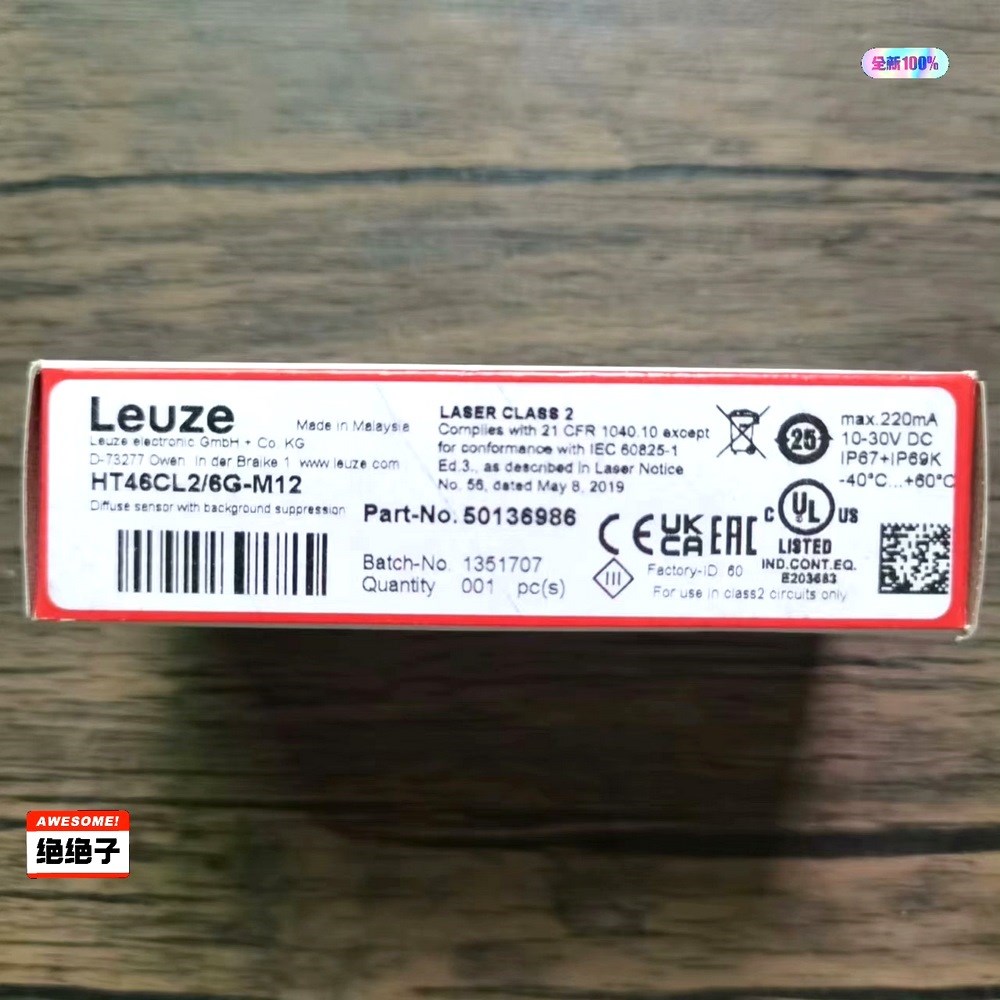 全新100%
Leuze
Made in Malaysia
Leuze electronic GmbH + Co. KG
D-73277 Owen in der Braike 1 www.leuze.com
HT46CL2/6G-M12
Diffuse sensor with background suppression
Part-No. 50136986
Batch-No. 1351707
Quantity 001 pc(s)
LASER CLASS 2
Complies with 21 CFR 1040.10 except
for conformance with IEC 60825-1
Ed.3., as described in Laser Notice
No. 56, dated May 8, 2019
25
max.220mA
10-30V DC
IP67+IP69K
-40°C...+60°C
CE UKCA EAC
III
Factory-ID. 60
C UL US
LISTED
IND.CONT.EQ.
E203683
For use in class2 circuits only
AWESOME!
绝绝子